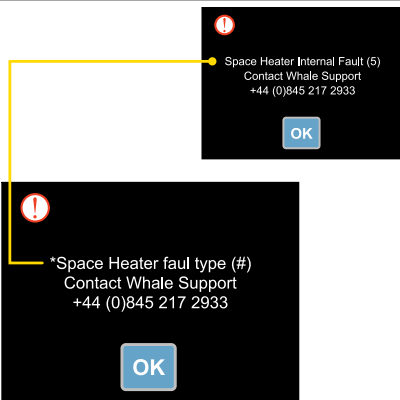 Space Heater Internal Fault (5)
Contact Whale Support
+44 (0)845 217 2933
OK
*Space Heater faul type (#)
Contact Whale Support
+44 (0)845 217 2933
OK